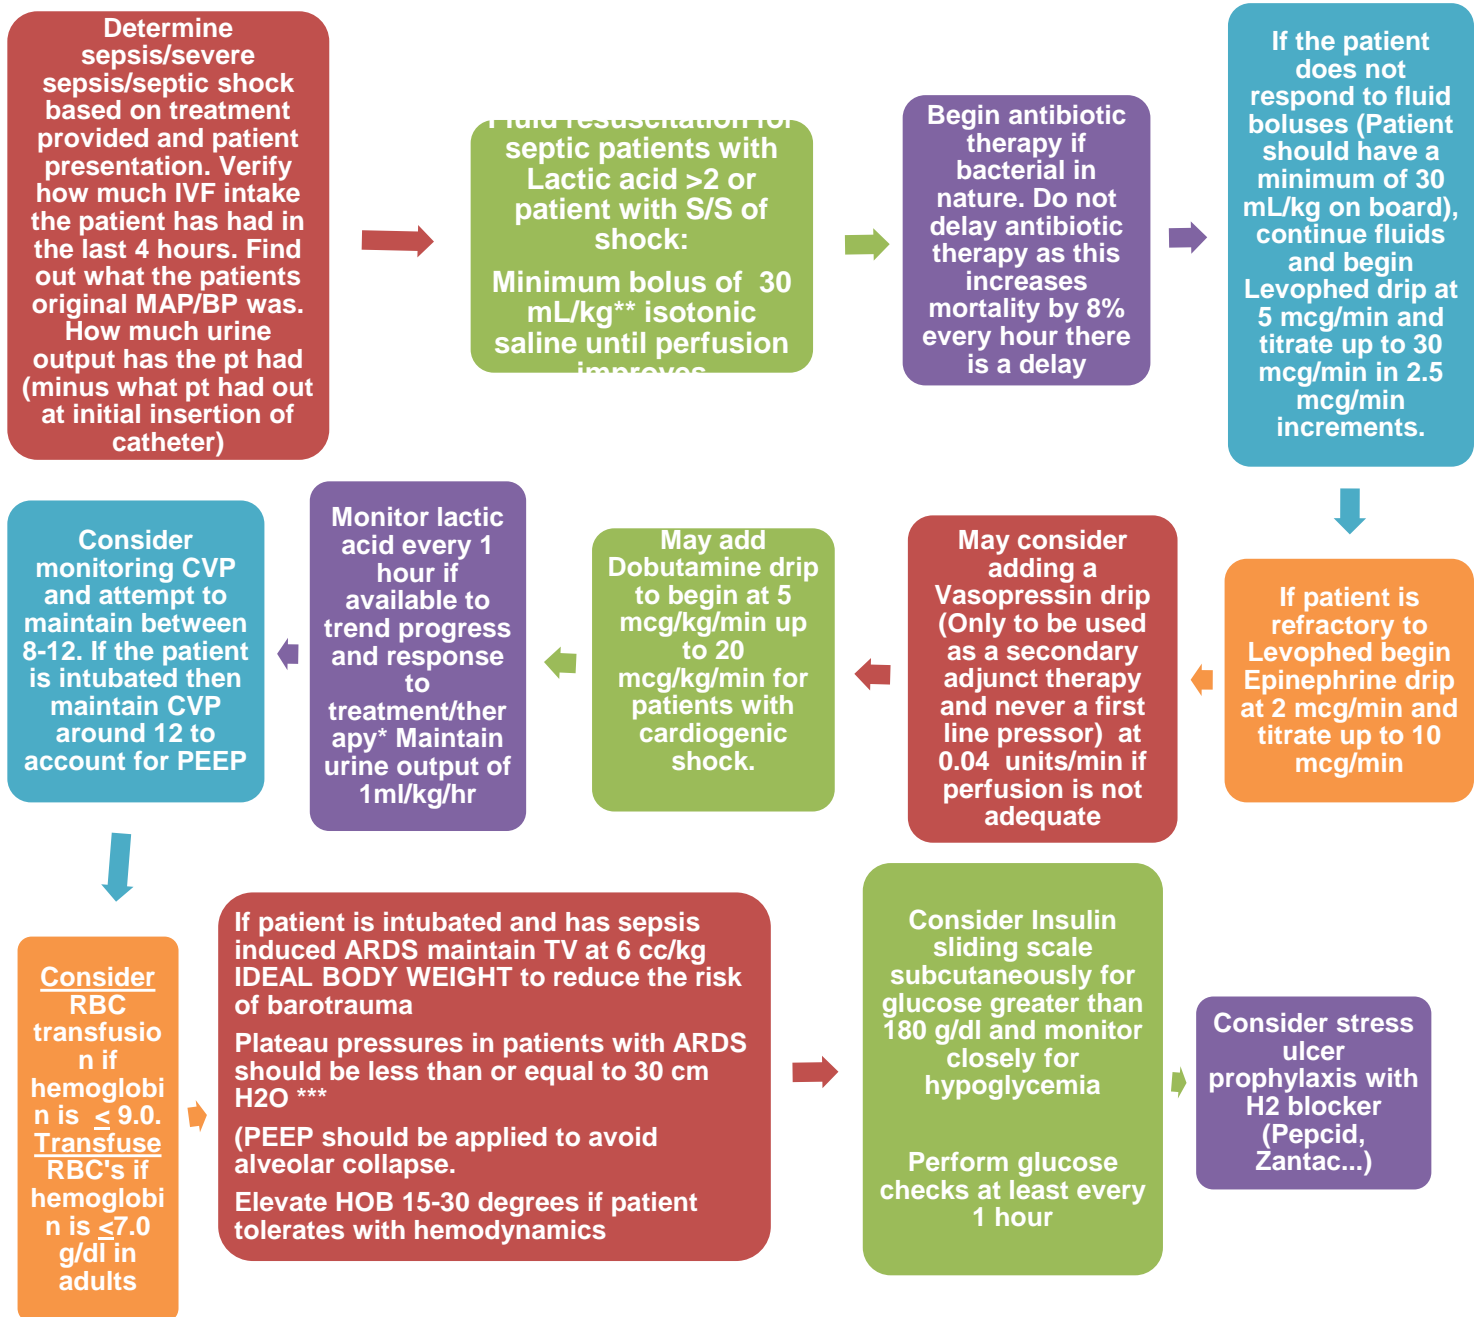 Determine
sepsis/severe
sepsis/septic shock
based on treatment
provided and patient
presentation. Verify
how much IVF intake
the patient has had in
the last 4 hours. Find
out what the patients
original MAP/BP was.
How much urine
output has the pt had
(minus what pt had out
at initial insertion of
catheter)
Fluid resuscitation for
septic patients with
Lactic acid >2 or
patient with S/S of
shock:
Minimum bolus of 30
mL/kg** isotonic
saline until perfusion
improves
Begin antibiotic
therapy if
bacterial in
nature. Do not
delay antibiotic
therapy as this
increases
mortality by 8%
every hour there
is a delay
If the patient
does not
respond to fluid
boluses (Patient
should have a
minimum of 30
mL/kg on board),
continue fluids
and begin
Levophed drip at
5 mcg/min and
titrate up to 30
mcg/min in 2.5
mcg/min
increments.
If patient is
refractory to
Levophed begin
Epinephrine drip
at 2 mcg/min and
titrate up to 10
mcg/min
May consider
adding a
Vasopressin drip
(Only to be used
as a secondary
adjunct therapy
and never a first
line pressor) at
0.04 units/min if
perfusion is not
adequate
May add
Dobutamine drip
to begin at 5
mcg/kg/min up
to 20
mcg/kg/min for
patients with
cardiogenic
shock.
Monitor lactic
acid every 1
hour if
available to
trend progress
and response
to
treatment/ther
apy* Maintain
urine output of
1ml/kg/hr
Consider
monitoring CVP
and attempt to
maintain between
8-12. If the patient
is intubated then
maintain CVP
around 12 to
account for PEEP
Consider
RBC
transfusio
n if
hemoglobi
n is ≤ 9.0.
Transfuse
RBC's if
hemoglobi
n is ≤7.0
g/dl in
adults
If patient is intubated and has sepsis
induced ARDS maintain TV at 6 cc/kg
IDEAL BODY WEIGHT to reduce the risk
of barotrauma
Plateau pressures in patients with ARDS
should be less than or equal to 30 cm
H2O ***
(PEEP should be applied to avoid
alveolar collapse.
Elevate HOB 15-30 degrees if patient
tolerates with hemodynamics
Consider Insulin
sliding scale
subcutaneously for
glucose greater than
180 g/dl and monitor
closely for
hypoglycemia
Perform glucose
checks at least every
1 hour
Consider stress
ulcer
prophylaxis with
H2 blocker
(Pepcid,
Zantac...)